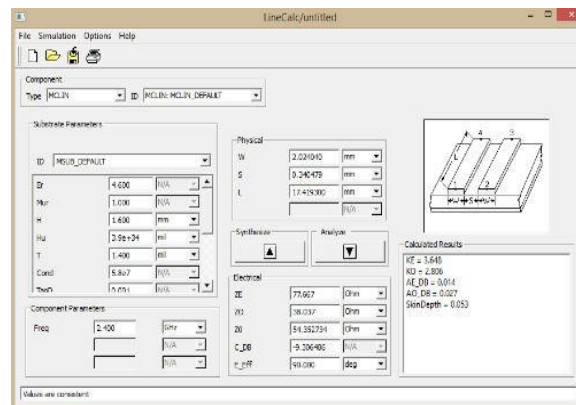 LineCalc/untitled
File Simulation Options Help
Component
Type MCLIN ID MCLIN: MCLIN_DEFAULT
Substrate Parameters
ID MSUB_DEFAULT
Er 4.600 N/A
Mur 1.000 N/A
H 1.600 mm
Hu 3.9e+34 mil
T 1.400 mil
Cond 5.8e7 N/A
TanD N/A
Component Parameters
Freq 2.400 GHz
N/A
N/A
Physical
W 2.024040 mm
S 0.340479 mm
L 17.419300 mm
N/A
Synthesize Analyze
Electrical
ZE 77.667 Ohm
ZO 38.037 Ohm
Z0 54.352734 Ohm
C_DB -9.306486 N/A
E_Eff 90.000 deg
4 3
L
1 2
W S W
Calculated Results
KE = 3.648
KO = 2.806
AE_DB = 0.014
AO_DB = 0.027
SkinDepth = 0.053
Values are consistent